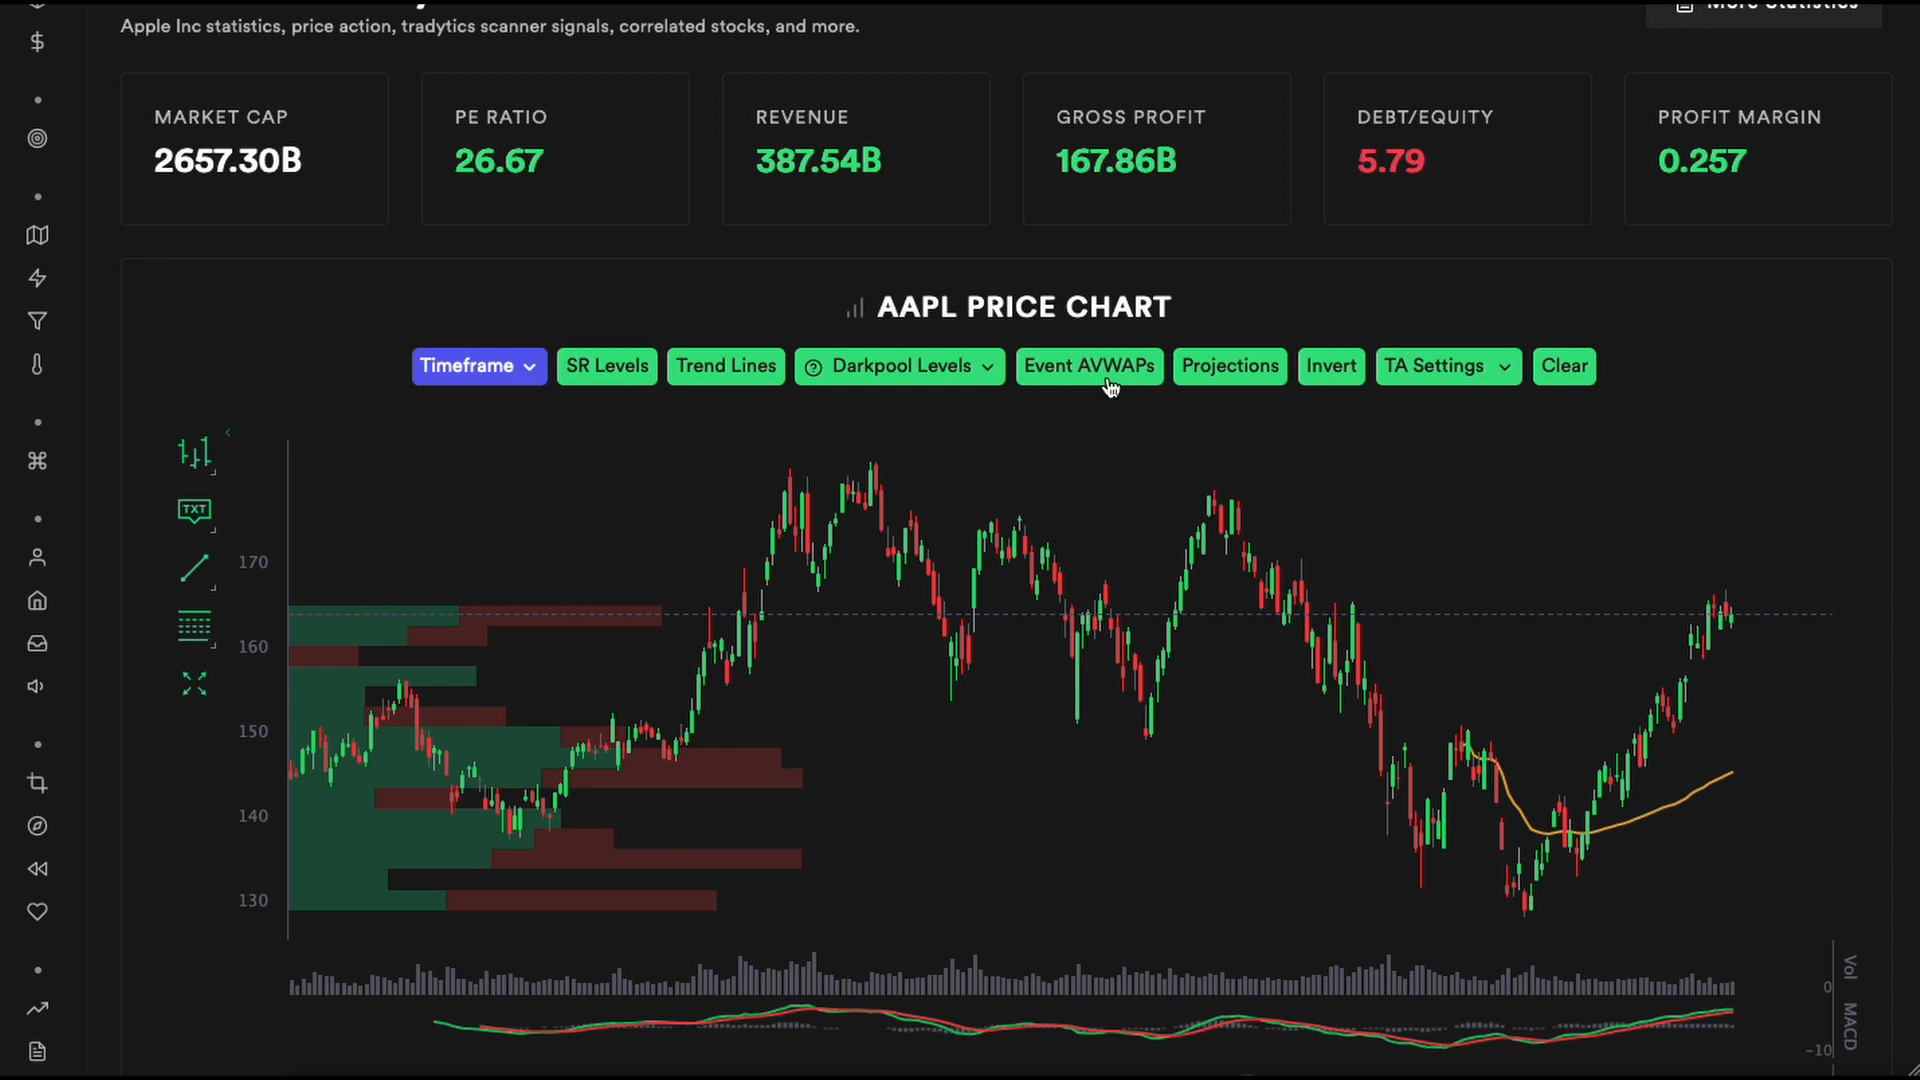 More Statistics
Apple Inc statistics, price action, tradytics scanner signals, correlated stocks, and more.
MARKET CAP
2657.30B
PE RATIO
26.67
REVENUE
387.54B
GROSS PROFIT
167.86B
DEBT/EQUITY
5.79
PROFIT MARGIN
0.257
AAPL PRICE CHART
Timeframe
SR Levels
Trend Lines
Darkpool Levels
Event AVWAPs
Projections
Invert
TA Settings
Clear
TXT
170
160
150
140
130
Vol
0
MACD
-10